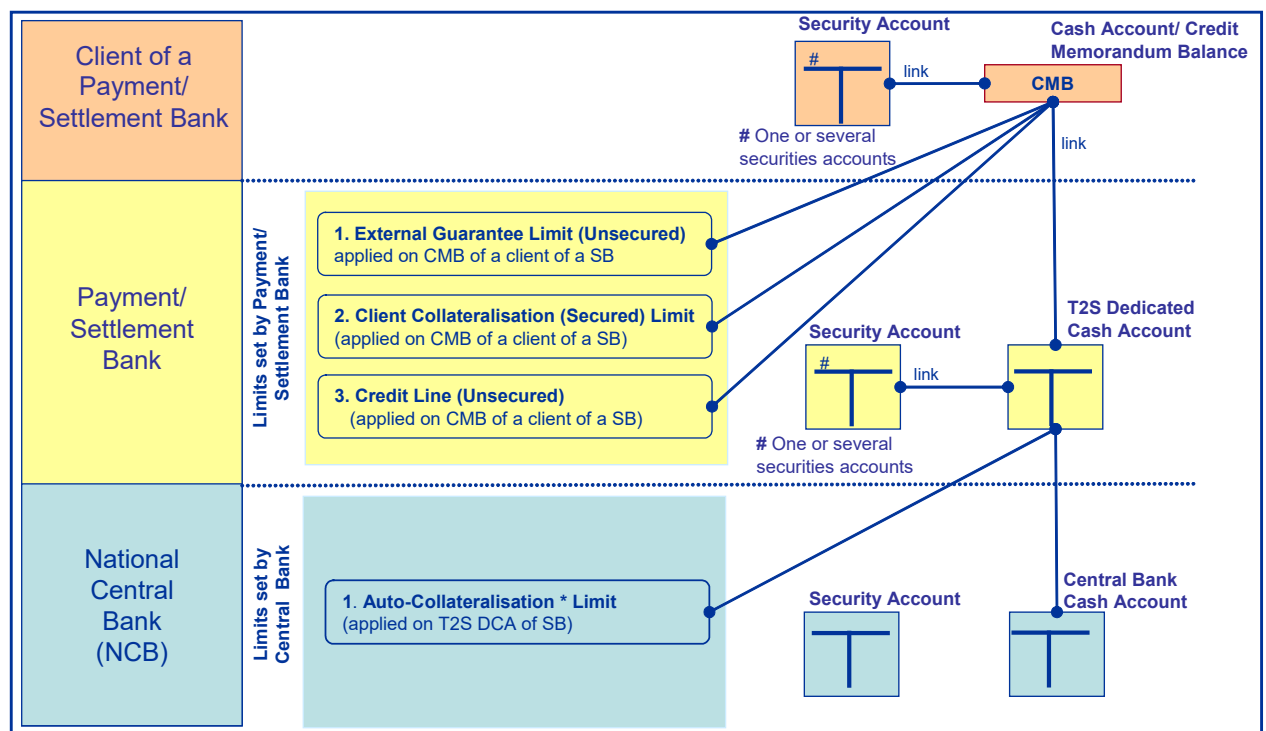 Client of a
Payment/
Settlement Bank
Security Account
#
# One or several
securities accounts
link
Cash Account/ Credit
Memorandum Balance
CMB
link
Payment/
Settlement
Bank
Limits set by Payment/
Settlement Bank
1. External Guarantee Limit (Unsecured)
applied on CMB of a client of a SB
2. Client Collateralisation (Secured) Limit
(applied on CMB of a client of a SB)
3. Credit Line (Unsecured)
(applied on CMB of a client of a SB)
Security Account
#
# One or several
securities accounts
link
T2S Dedicated
Cash Account
National
Central
Bank
(NCB)
Limits set by
Central Bank
1. Auto-Collateralisation * Limit
(applied on T2S DCA of SB)
Security Account
Central Bank
Cash Account